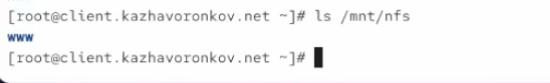 [root@client.kazhavoronkov.net ~]# ls /mnt/nfs
www
[root@client.kazhavoronkov.net ~]#